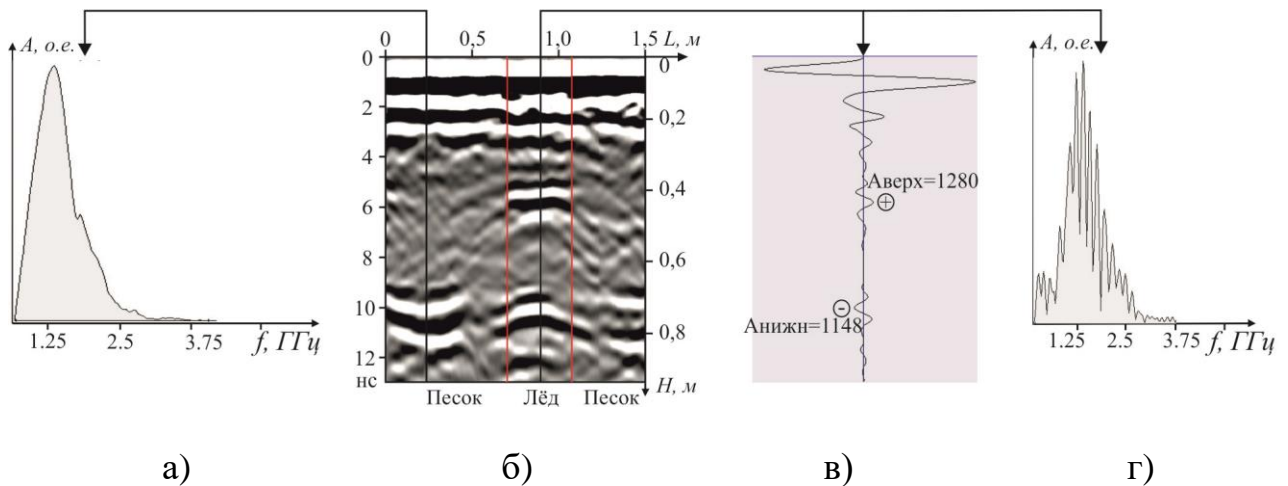 A, о.е.
1.25 2.5 3.75 f, ГГц
0 0,5 1,0 1,5 L, м
0
2
4
6
8
10
12
нс
0
0,2
0,4
0,6
0,8
H, м
Песок Лёд Песок
Аверх=1280
+
-
Анижн=1148
A, о.е.
1.25 2.5 3.75 f, ГГц
а) б) в) г)